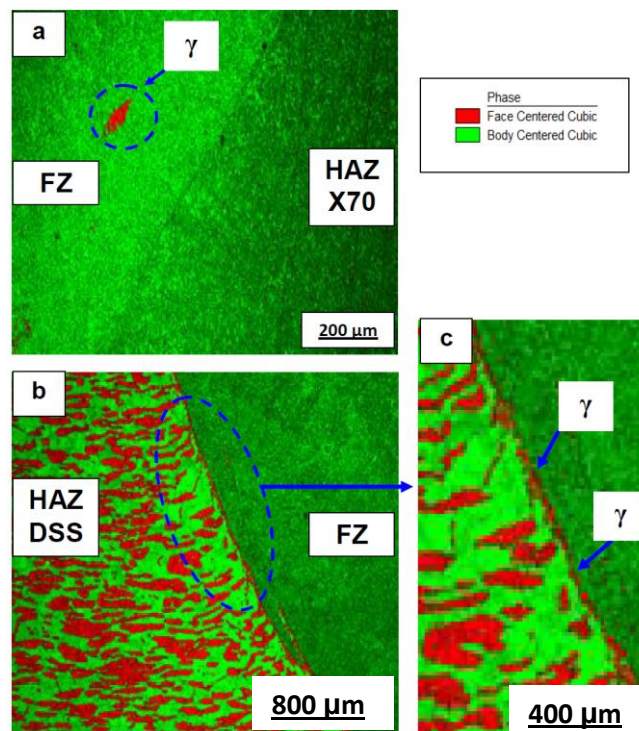 a
γ
FZ
HAZ
X70
200 μm
Phase
Face Centered Cubic
Body Centered Cubic
b
HAZ
DSS
FZ
800 μm
c
γ
γ
400 μm